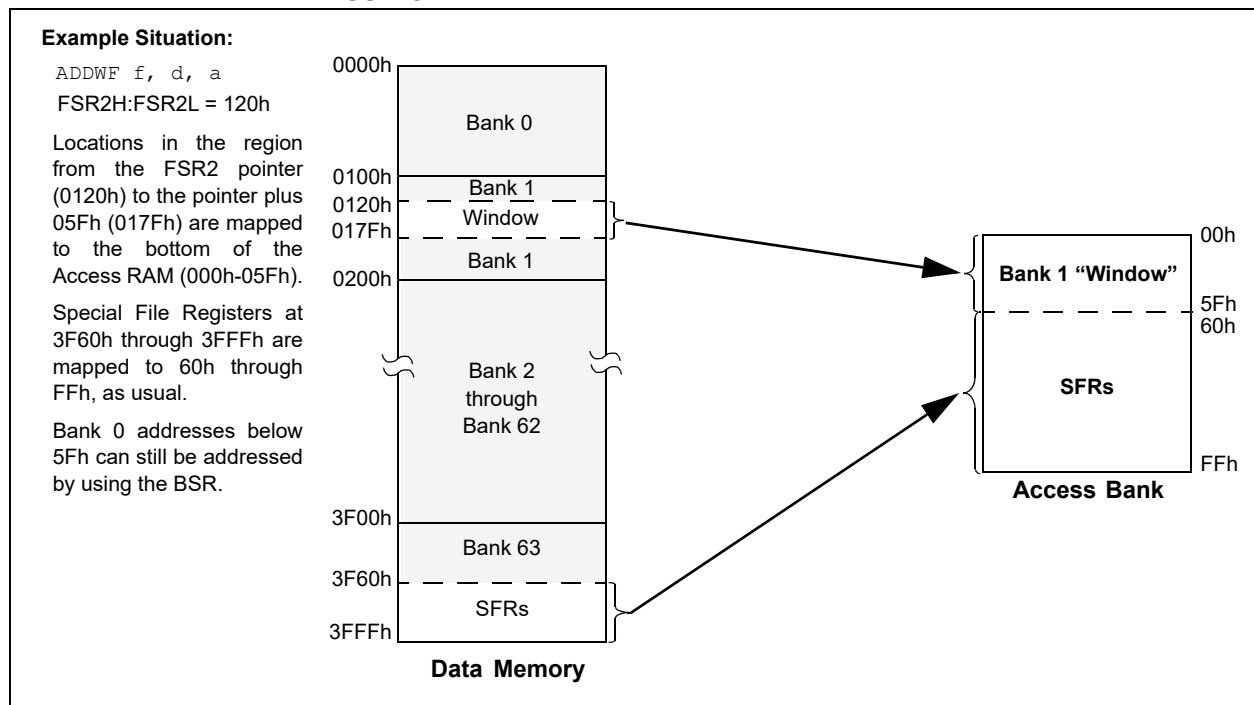 Example Situation:
ADDWF f, d, a
FSR2H:FSR2L = 120h
Locations in the region
from the FSR2 pointer
(0120h) to the pointer plus
05Fh (017Fh) are mapped
to the bottom of the
Access RAM (000h-05Fh).
Special File Registers at
3F60h through 3FFFh are
mapped to 60h through
FFh, as usual.
Bank 0 addresses below
5Fh can still be addressed
by using the BSR.
0000h
Bank 0
0100h
Bank 1
0120h
Window
017Fh
Bank 1
0200h
Bank 2
through
Bank 62
3F00h
Bank 63
3F60h
SFRs
3FFFh
Data Memory
00h
Bank 1 “Window”
5Fh
60h
SFRs
FFh
Access Bank